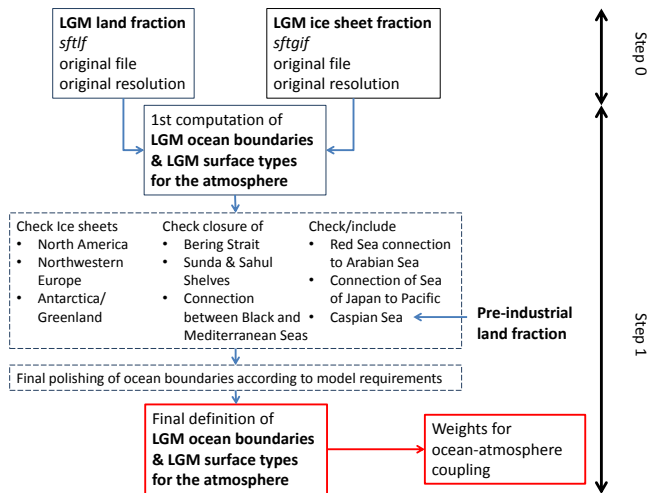 LGM land fraction
sftlf
original file
original resolution
LGM ice sheet fraction
sftgif
original file
original resolution
Step 0
1st computation of
LGM ocean boundaries
& LGM surface types
for the atmosphere
Check Ice sheets
• North America
• Northwestern
Europe
• Antarctica/
Greenland
Check closure of
• Bering Strait
• Sunda & Sahul
Shelves
• Connection
between Black and
Mediterranean Seas
Check/include
• Red Sea connection
to Arabian Sea
• Connection of Sea
of Japan to Pacific
• Caspian Sea
Pre-industrial
land fraction
Step 1
Final polishing of ocean boundaries according to model requirements
Final definition of
LGM ocean boundaries
& LGM surface types
for the atmosphere
Weights for
ocean-atmosphere
coupling